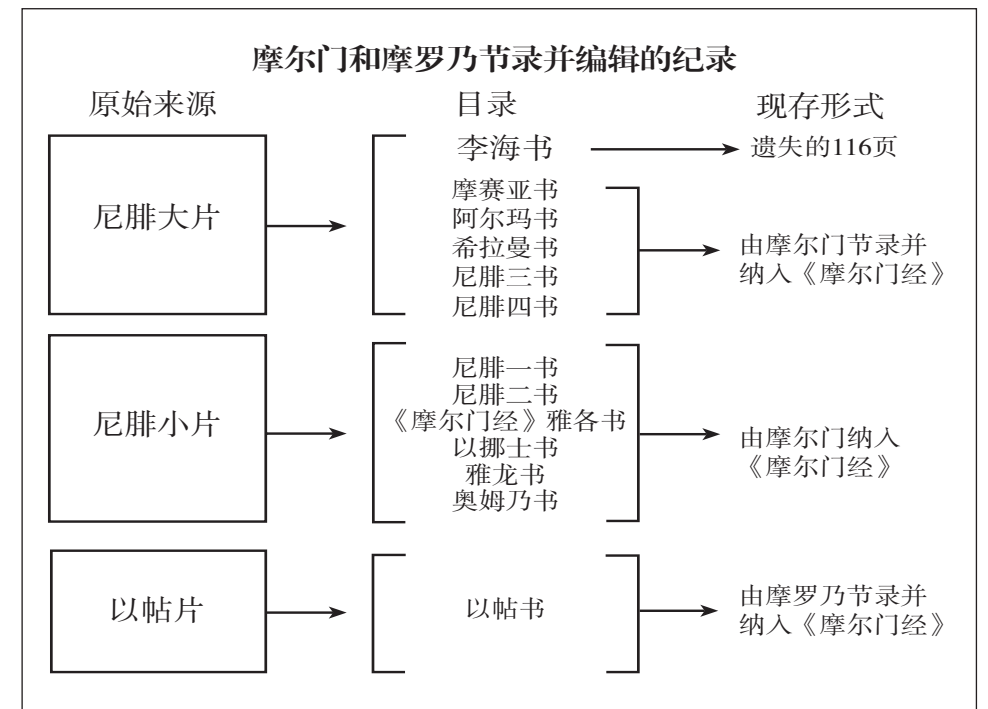 摩尔门和摩罗乃节录并编辑的纪录
原始来源
目录
现存形式
尼腓大片
李海书
遗失的116页
摩赛亚书
阿尔玛书
希拉曼书
尼腓三书
尼腓四书
由摩尔门节录并
纳入《摩尔门经》
尼腓小片
尼腓一书
尼腓二书
《摩尔门经》雅各书
以挪士书
雅龙书
奥姆乃书
由摩尔门纳入
《摩尔门经》
以帖片
以帖书
由摩罗乃节录并
纳入《摩尔门经》